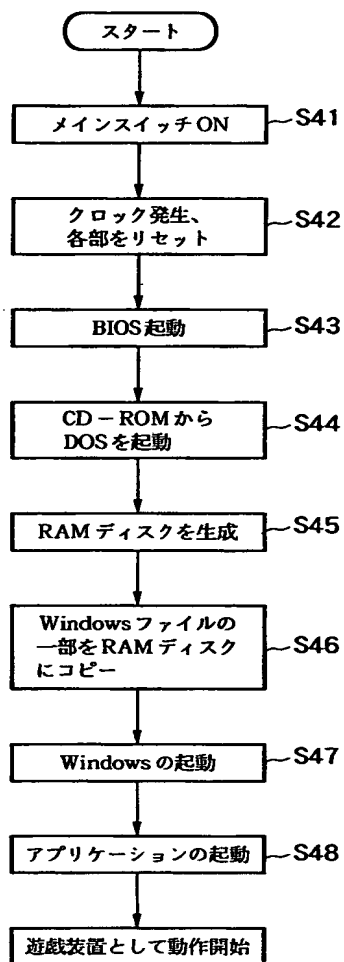 スタート
メインスイッチON
S41
クロック発生、
各部をリセット
S42
BIOS起動
S43
CD－ROMから
DOSを起動
S44
RAMディスクを生成
S45
Windowsファイルの
一部をRAMディスク
にコピー
S46
Windowsの起動
S47
アプリケーションの起動
S48
遊戯装置として動作開始